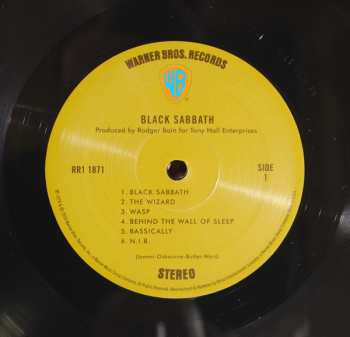 WARNER BROS. RECORDS
WB
BLACK SABBATH
Produced by Rodger Bain for Tony Hall Enterprises
RR1 1871
SIDE
1
1. BLACK SABBATH
2. THE WIZARD
3. WASP
4. BEHIND THE WALL OF SLEEP
5. BASSICALLY
6. N.I.B.
(Iommi-Osbourne-Butler-Ward)
STEREO